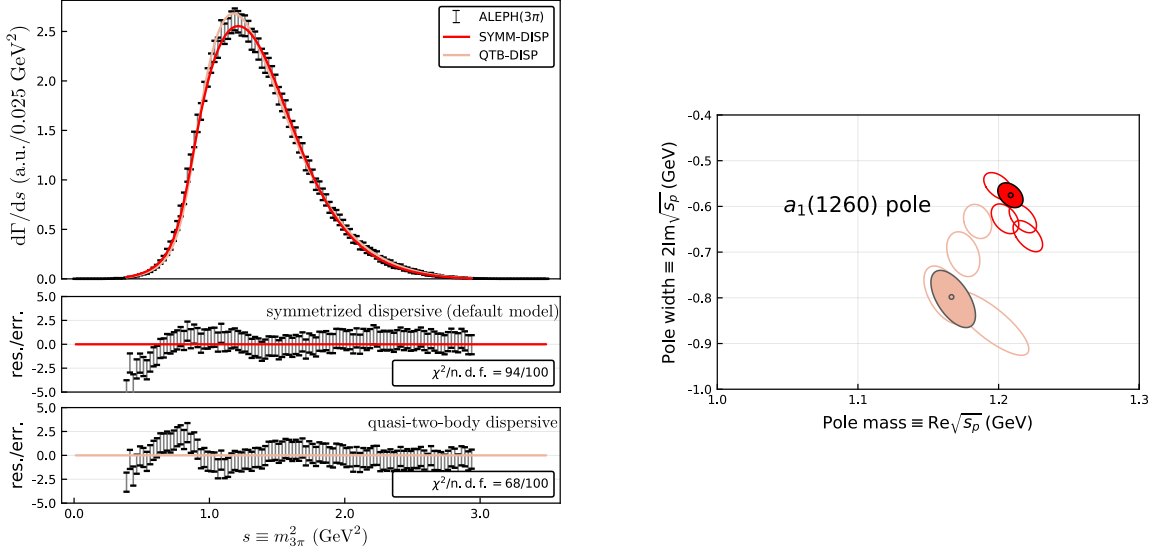 ALEPH(3π)
SYMM-DISP
QTB-DISP
dΓ/ds (a.u./0.025 GeV²)
2.5
2.0
1.5
1.0
0.5
0.0
5.0
2.5
0.0
-2.5
-5.0
res./err.
symmetrized dispersive (default model)
χ²/n. d. f. = 94/100
5.0
2.5
0.0
-2.5
-5.0
res./err.
quasi-two-body dispersive
χ²/n. d. f. = 68/100
0.0 1.0 2.0 3.0
s ≡ m²₃π (GeV²)
-0.4
-0.5
-0.6
-0.7
-0.8
-0.9
-1.0
Pole width ≡ 2Im√sₚ (GeV)
a₁(1260) pole
1.0 1.1 1.2 1.3
Pole mass ≡ Re√sₚ (GeV)